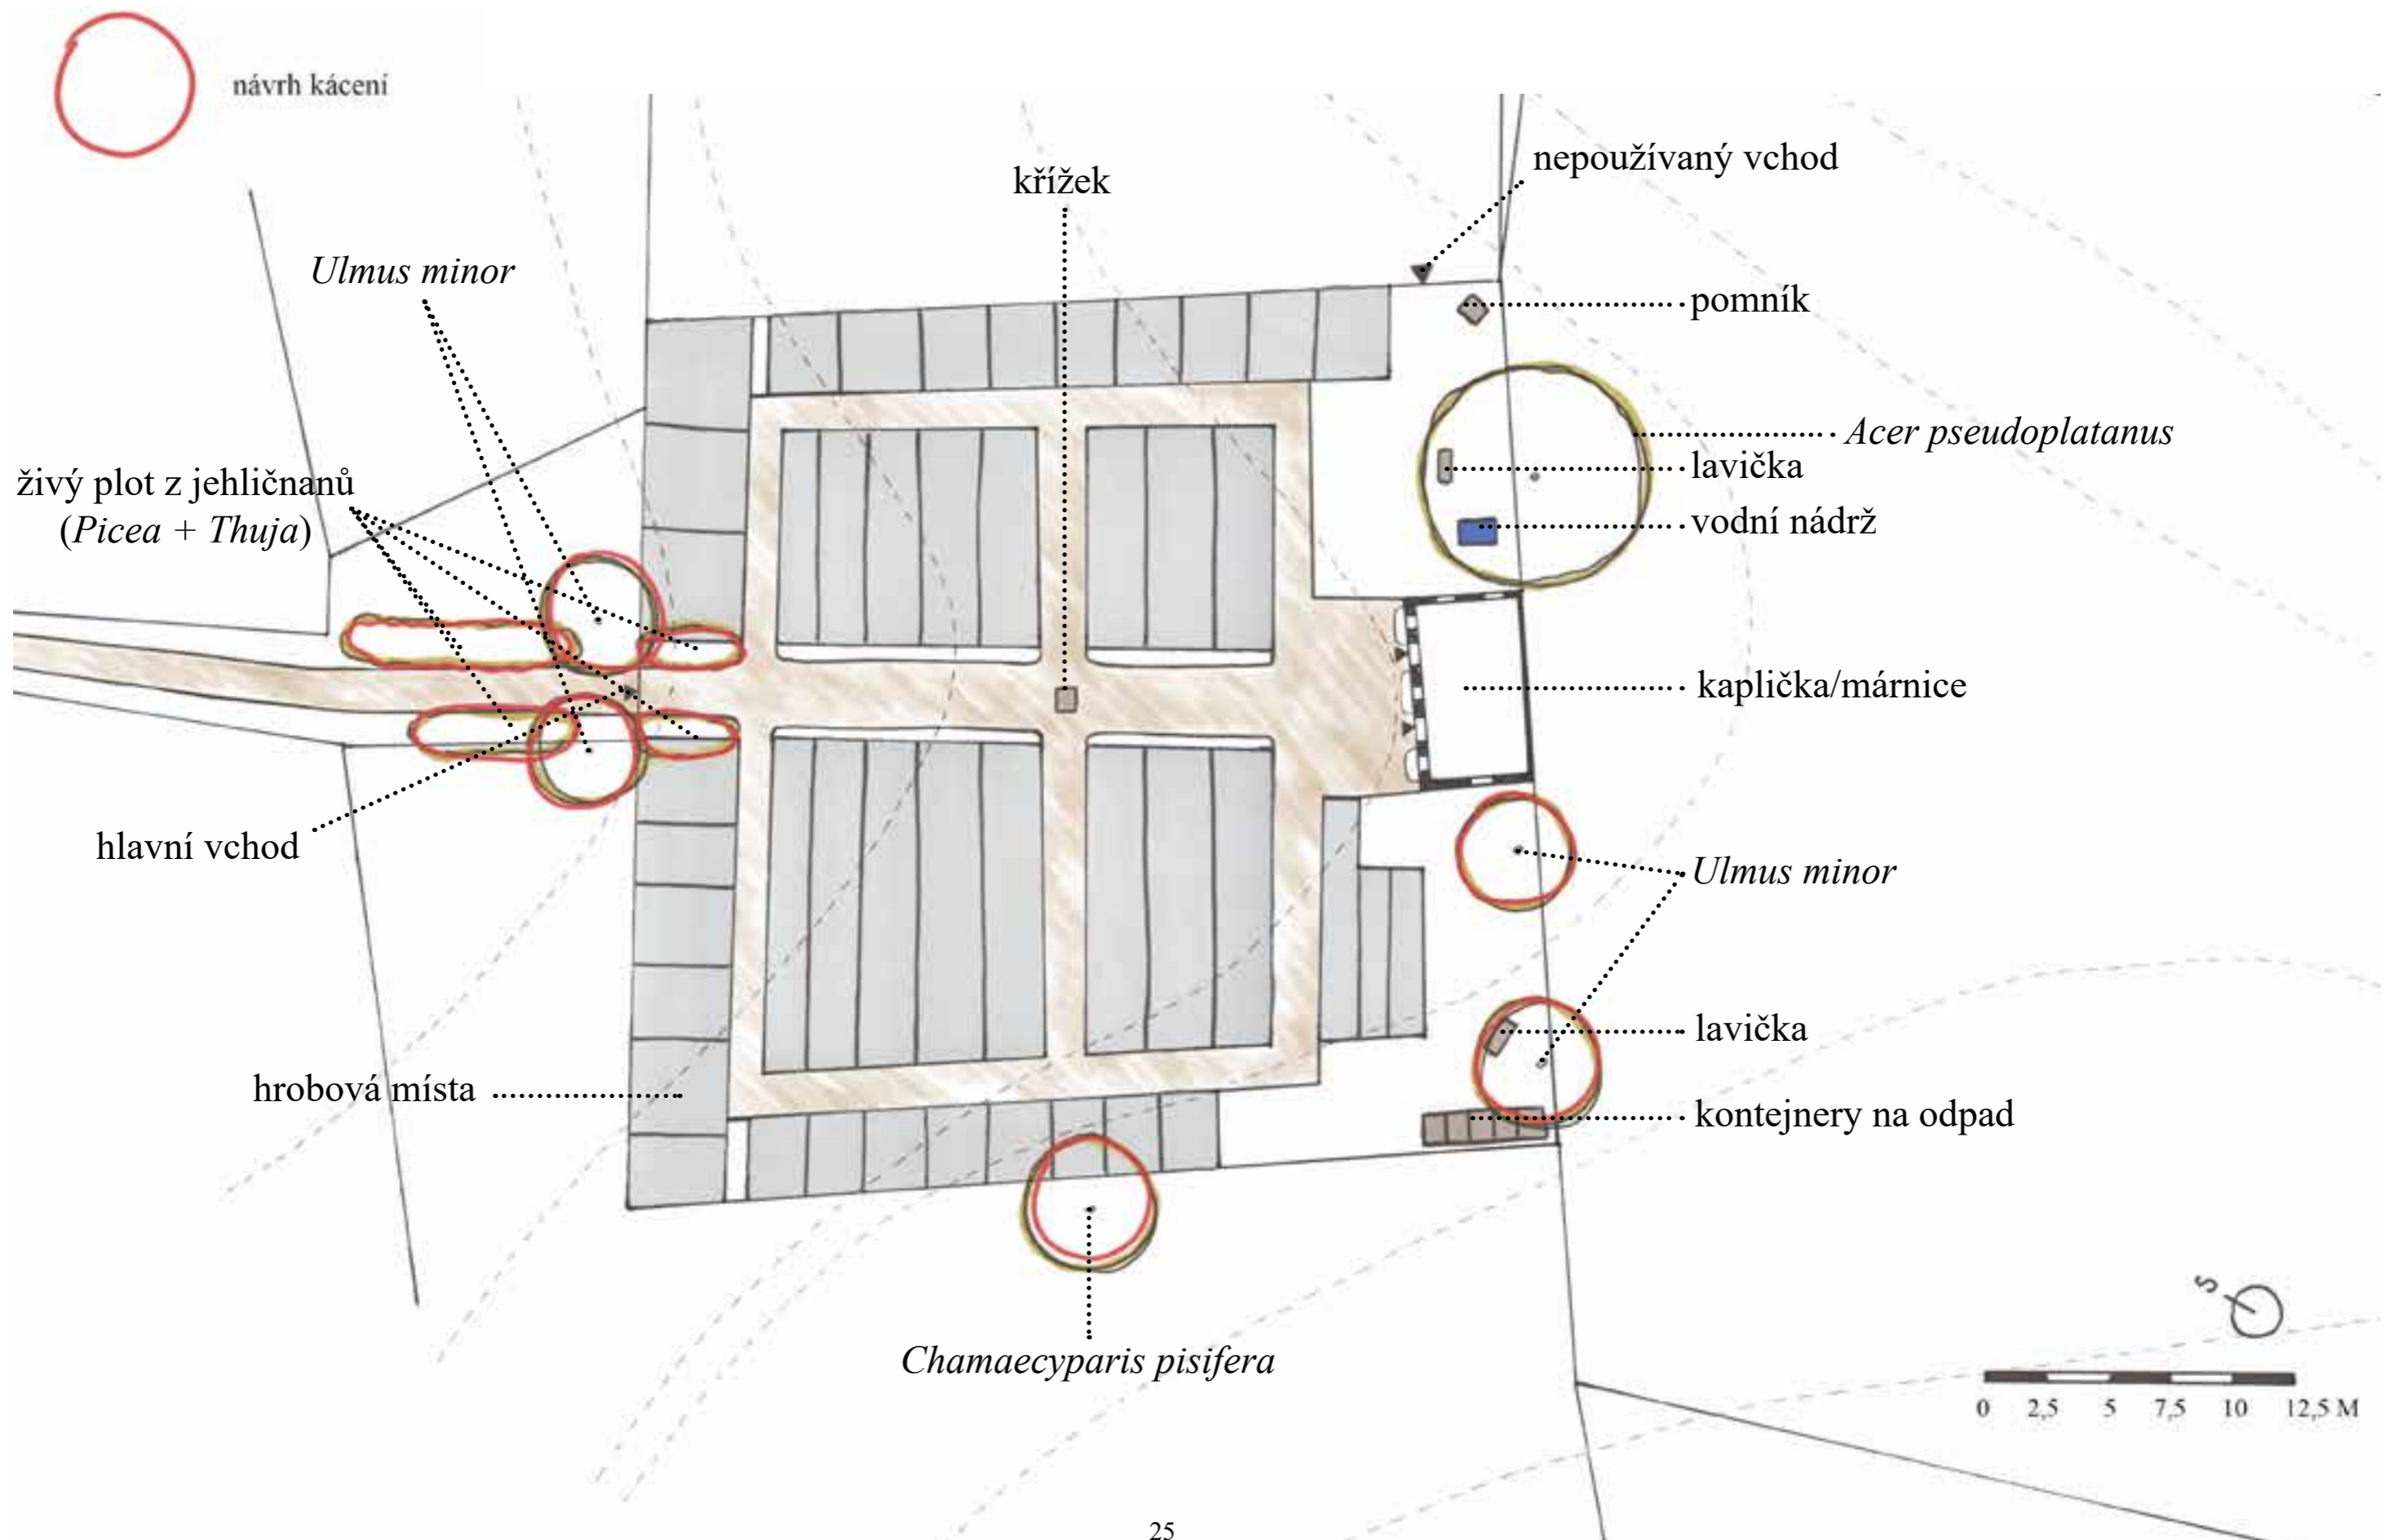 návrh kácení
nepoužívaný vchod
křížek
Ulmus minor
pomník
Acer pseudoplatanus
lavička
živý plot z jehličnanů
(Picea + Thuja)
vodní nádrž
kaplička/márnice
hlavní vchod
Ulmus minor
lavička
hrobová místa
kontejnery na odpad
Chamaecyparis pisifera
S
0 2,5 5 7,5 10 12,5 M
25